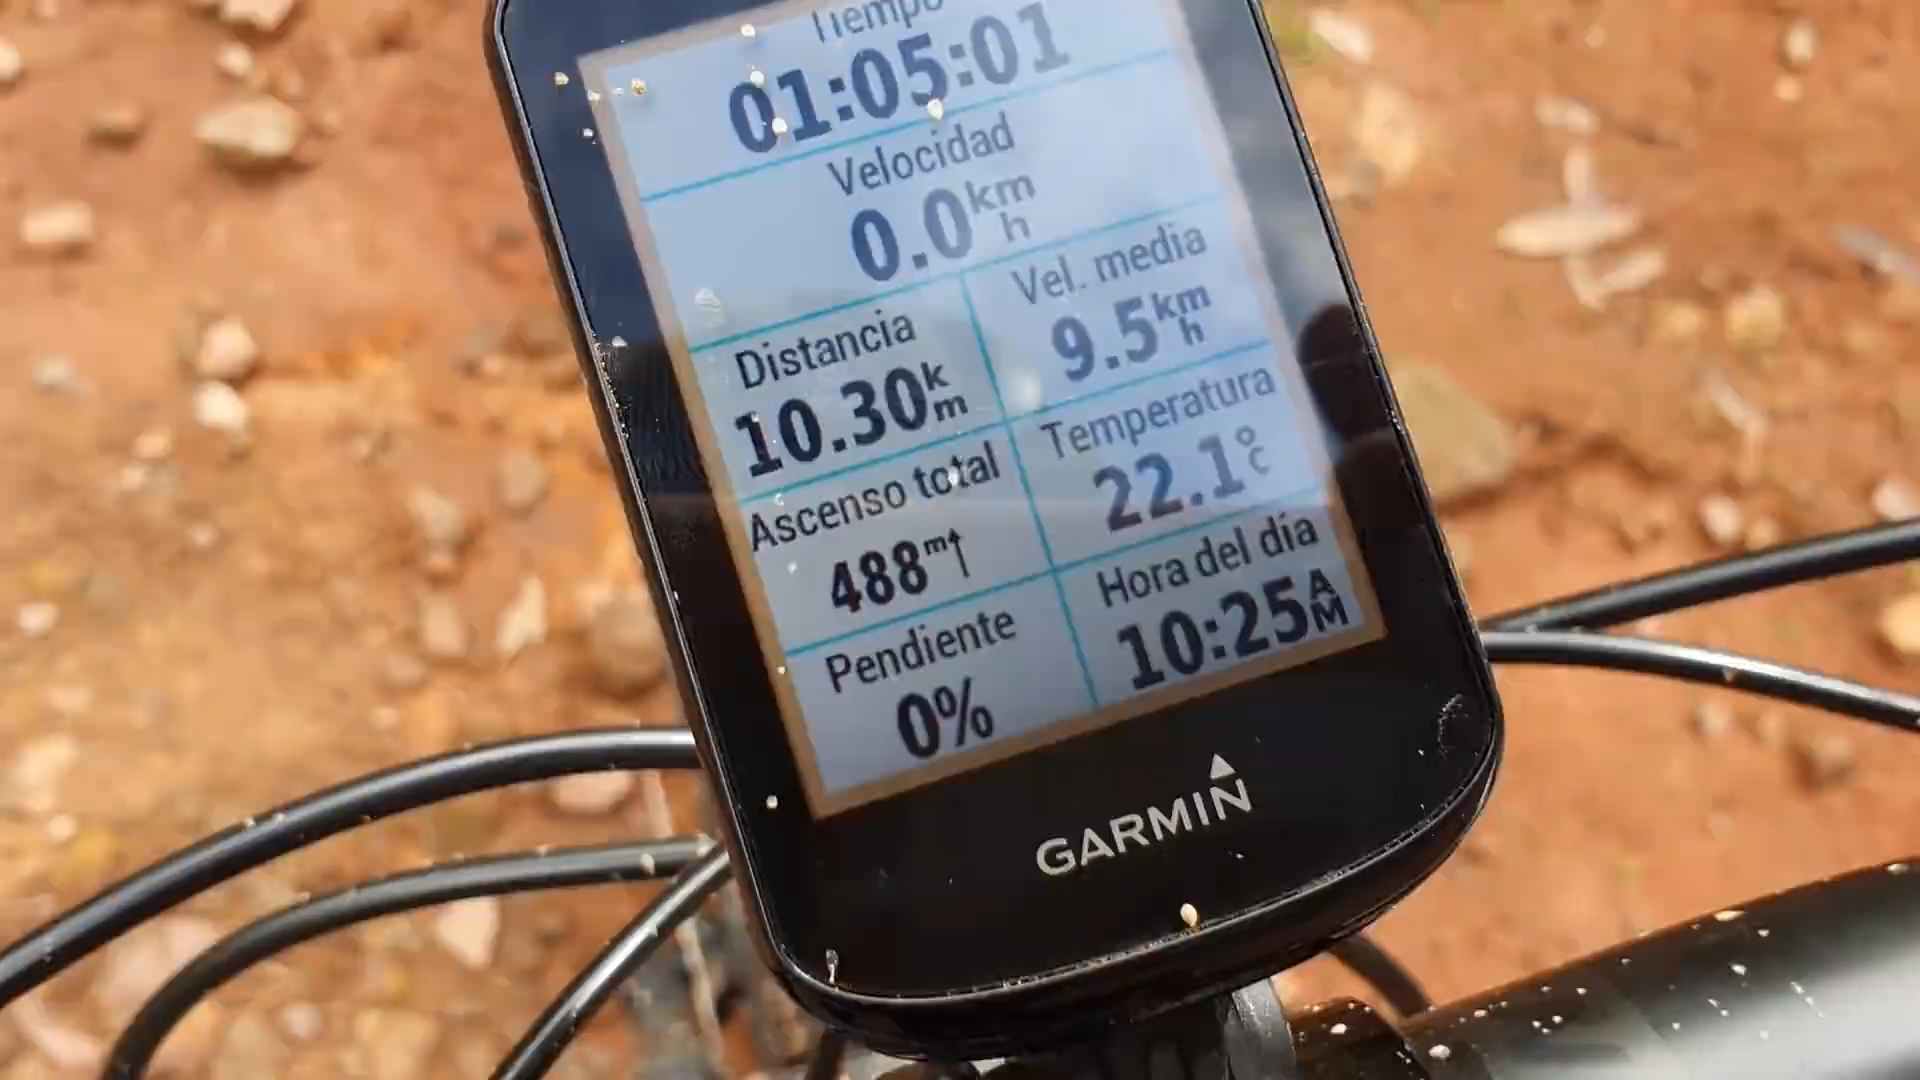 Tiempo
01:05:01
Velocidad
0.0 km/h
Distancia
10.30 km
Vel. media
9.5 km/h
Ascenso total
488 m↑
Temperatura
22.1 °C
Pendiente
0%
Hora del día
10:25 AM
GARMIN